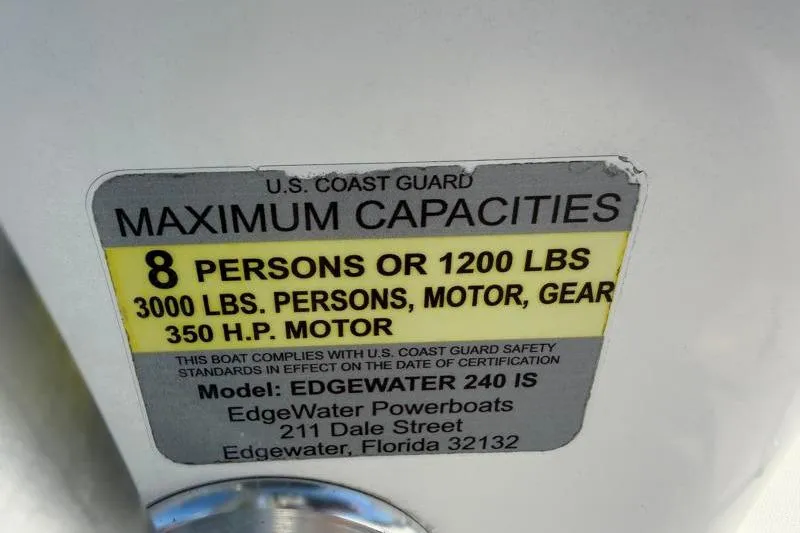 U.S. COAST GUARD
MAXIMUM CAPACITIES
8 PERSONS OR 1200 LBS
3000 LBS. PERSONS, MOTOR, GEAR
350 H.P. MOTOR
THIS BOAT COMPLIES WITH U.S. COAST GUARD SAFETY
STANDARDS IN EFFECT ON THE DATE OF CERTIFICATION
Model: EDGEWATER 240 IS
EdgeWater Powerboats
211 Dale Street
Edgewater, Florida 32132